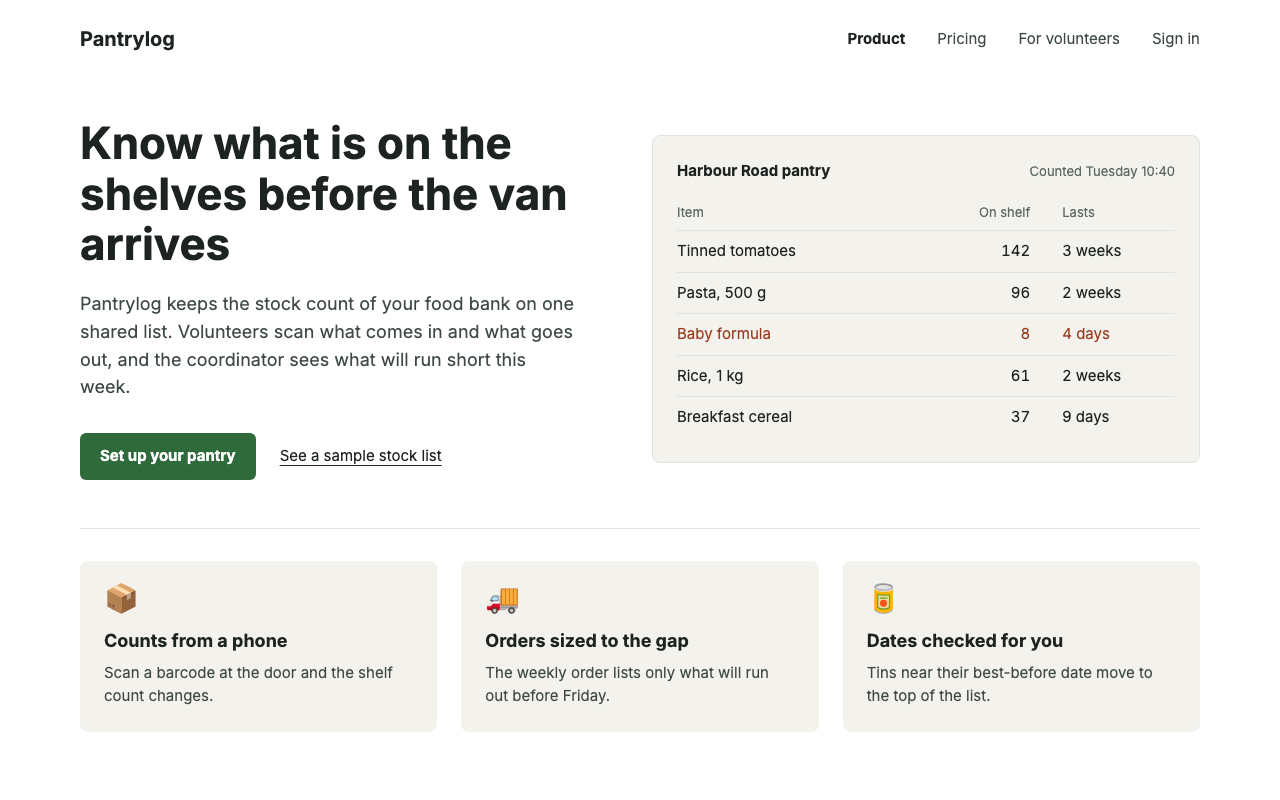 Pantrylog
Product Pricing For volunteers Sign in
Know what is on the
shelves before the van
arrives
Pantrylog keeps the stock count of your food bank on one
shared list. Volunteers scan what comes in and what goes
out, and the coordinator sees what will run short this
week.
Set up your pantry See a sample stock list
Harbour Road pantry Counted Tuesday 10:40
Item On shelf Lasts
Tinned tomatoes 142 3 weeks
Pasta, 500 g 96 2 weeks
Baby formula 8 4 days
Rice, 1 kg 61 2 weeks
Breakfast cereal 37 9 days
Counts from a phone
Scan a barcode at the door and the shelf
count changes.
Orders sized to the gap
The weekly order lists only what will run
out before Friday.
Dates checked for you
Tins near their best-before date move to
the top of the list.